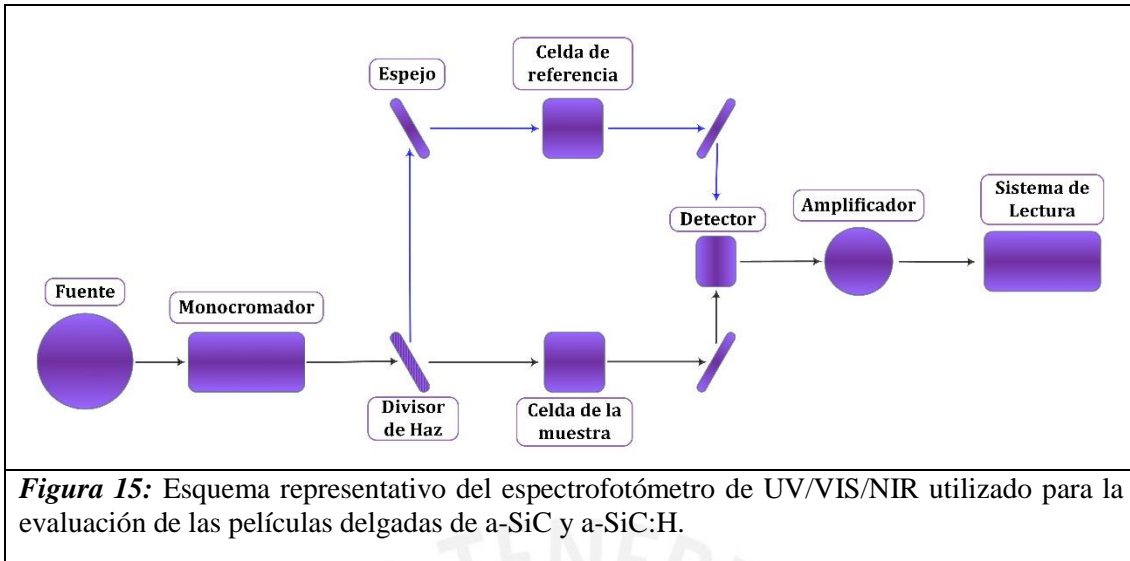 Celda de
referencia
Espejo
Sistema de
Lectura
Amplificador
Detector
Fuente
Monocromador
Divisor
de Haz
Celda de la
muestra
Figura 15: Esquema representativo del espectrofotómetro de UV/VIS/NIR utilizado para la
evaluación de las películas delgadas de a-SiC y a-SiC:H.